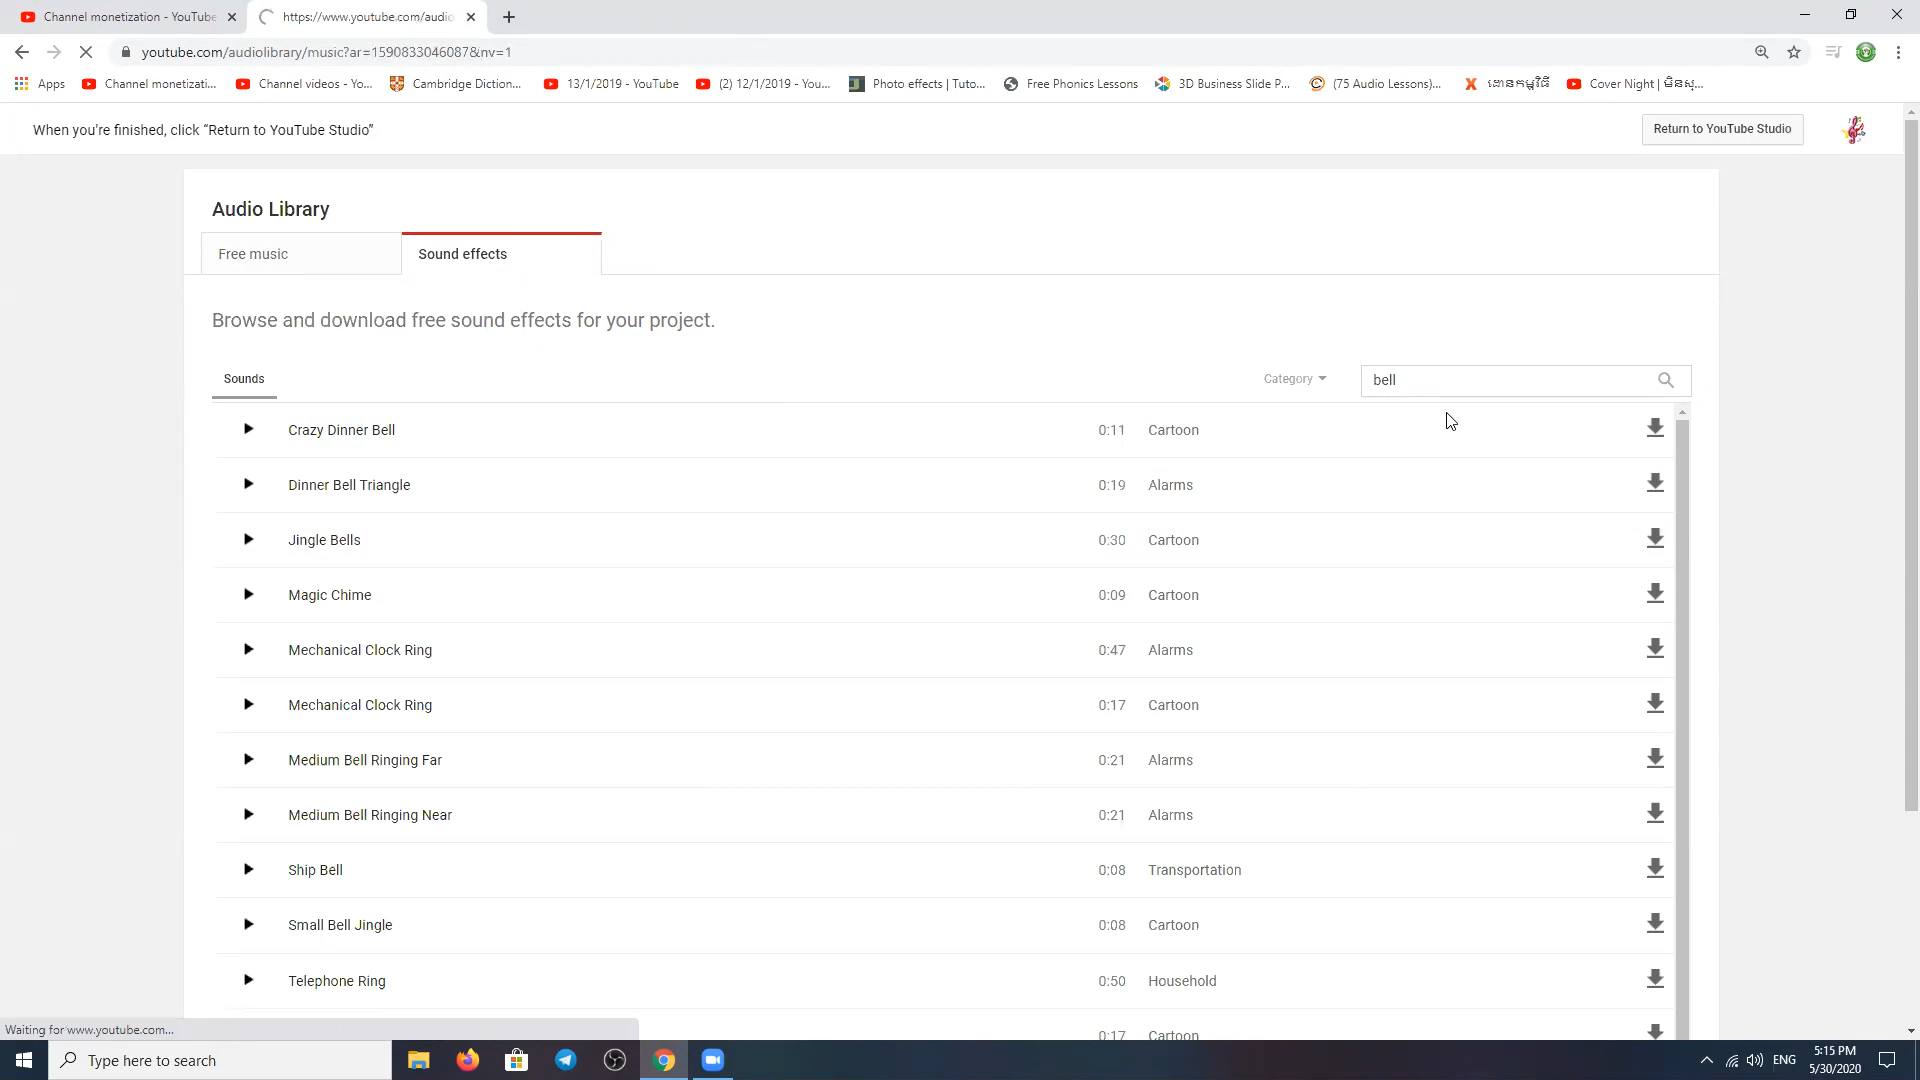 Channel monetization - YouTube
https://www.youtube.com/audio
youtube.com/audiolibrary/music?ar=1590833046087&nv=1
Apps Channel monetizati... Channel videos - Yo... Cambridge Diction... 13/1/2019 - YouTube (2) 12/1/2019 - You... Photo effects | Tuto... Free Phonics Lessons 3D Business Slide P... (75 Audio Lessons)... Cover Night |
When you're finished, click “Return to YouTube Studio”
Return to YouTube Studio
Audio Library
Free music
Sound effects
Browse and download free sound effects for your project.
Sounds
Category
bell
Crazy Dinner Bell 0:11 Cartoon
Dinner Bell Triangle 0:19 Alarms
Jingle Bells 0:30 Cartoon
Magic Chime 0:09 Cartoon
Mechanical Clock Ring 0:47 Alarms
Mechanical Clock Ring 0:17 Cartoon
Medium Bell Ringing Far 0:21 Alarms
Medium Bell Ringing Near 0:21 Alarms
Ship Bell 0:08 Transportation
Small Bell Jingle 0:08 Cartoon
Telephone Ring 0:50 Household
0:17 Cartoon
Waiting for www.youtube.com...
Type here to search
ENG
5:15 PM
5/30/2020